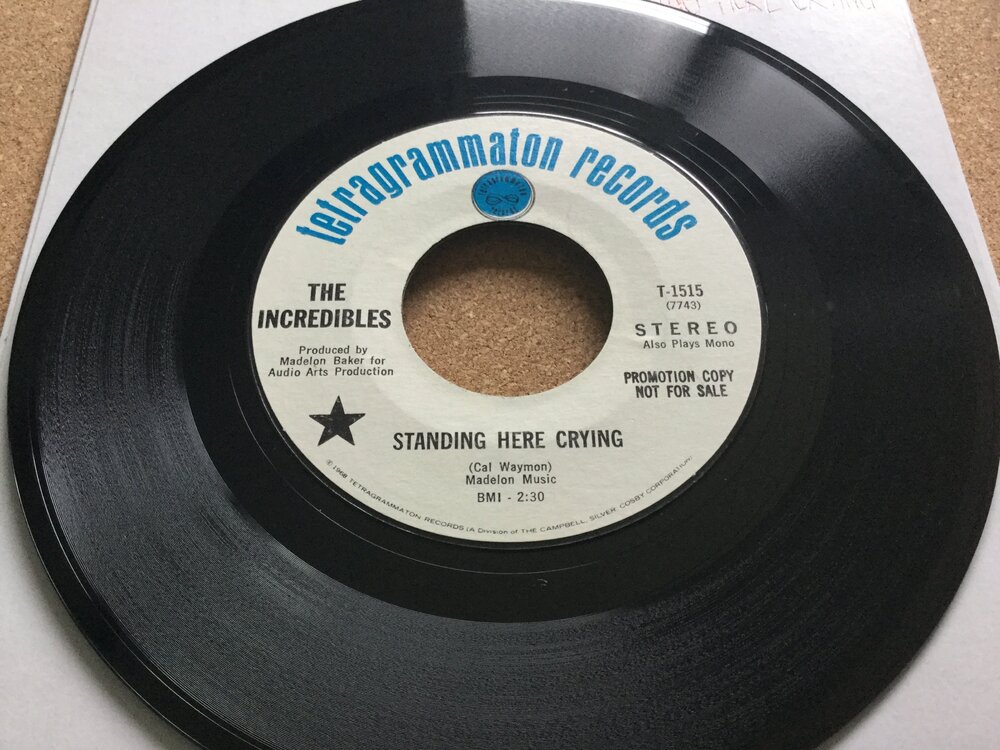 tetragrammaton records
THE
INCREDIBLES
Produced by
Madelon Baker for
Audio Arts Production
T-1515
(7743)
STEREO
Also Plays Mono
PROMOTION COPY
NOT FOR SALE
STANDING HERE CRYING
(Cal Waymon)
Madelon Music
BMI - 2:30
℗ 1968 TETRAGRAMMATON RECORDS (A Division of THE CAMPBELL, SILVER, COSBY CORPORATION)